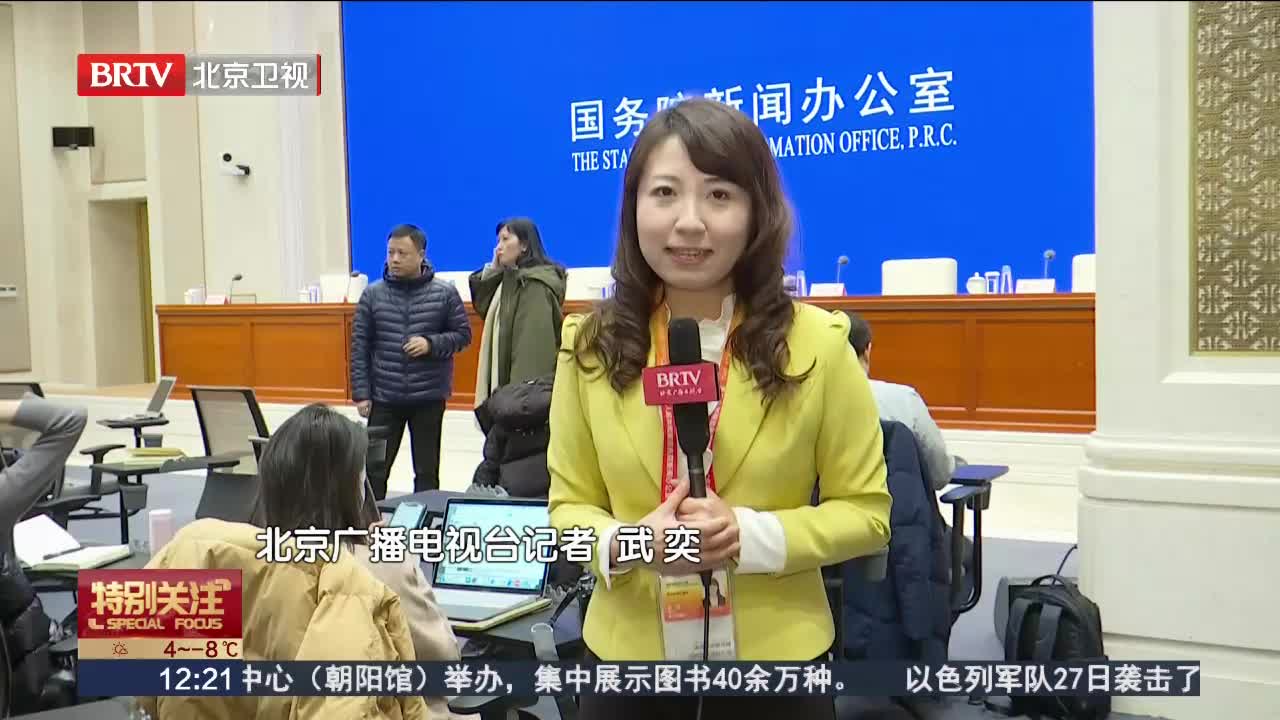 BRTV 北京卫视
国务院新闻办公室
THE STA MATION OFFICE, P.R.C.
BRTV
北京广播电视台记者 武奕
特别关注
SPECIAL FOCUS
4~-8℃
12:21 中心（朝阳馆）举办，集中展示图书40余万种。 以色列军队27日袭击了